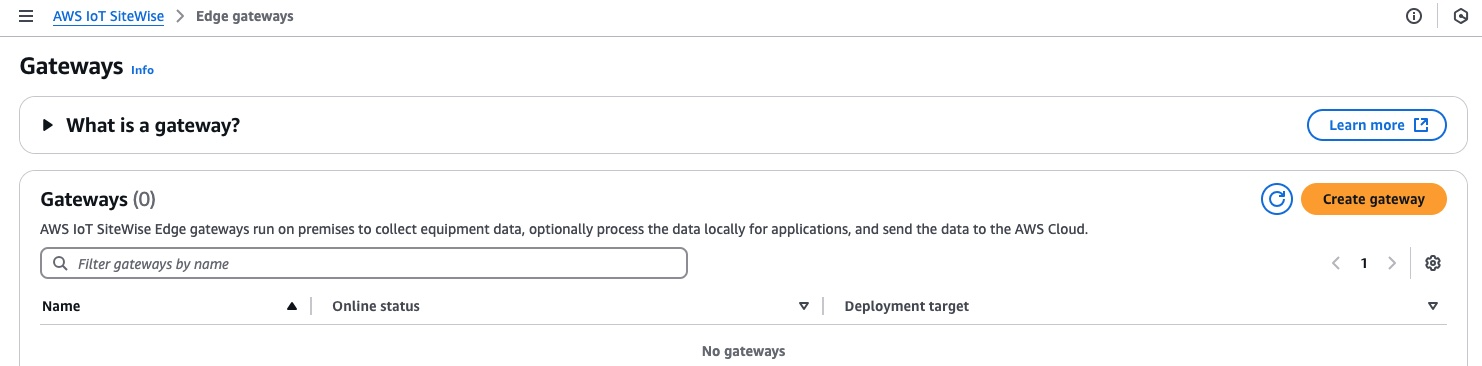 AWS IoT SiteWise > Edge gateways
Gateways Info
What is a gateway? Learn more
Gateways (0) Create gateway
AWS IoT SiteWise Edge gateways run on premises to collect equipment data, optionally process the data locally for applications, and send the data to the AWS Cloud.
Filter gateways by name 1
Name Online status Deployment target
No gateways